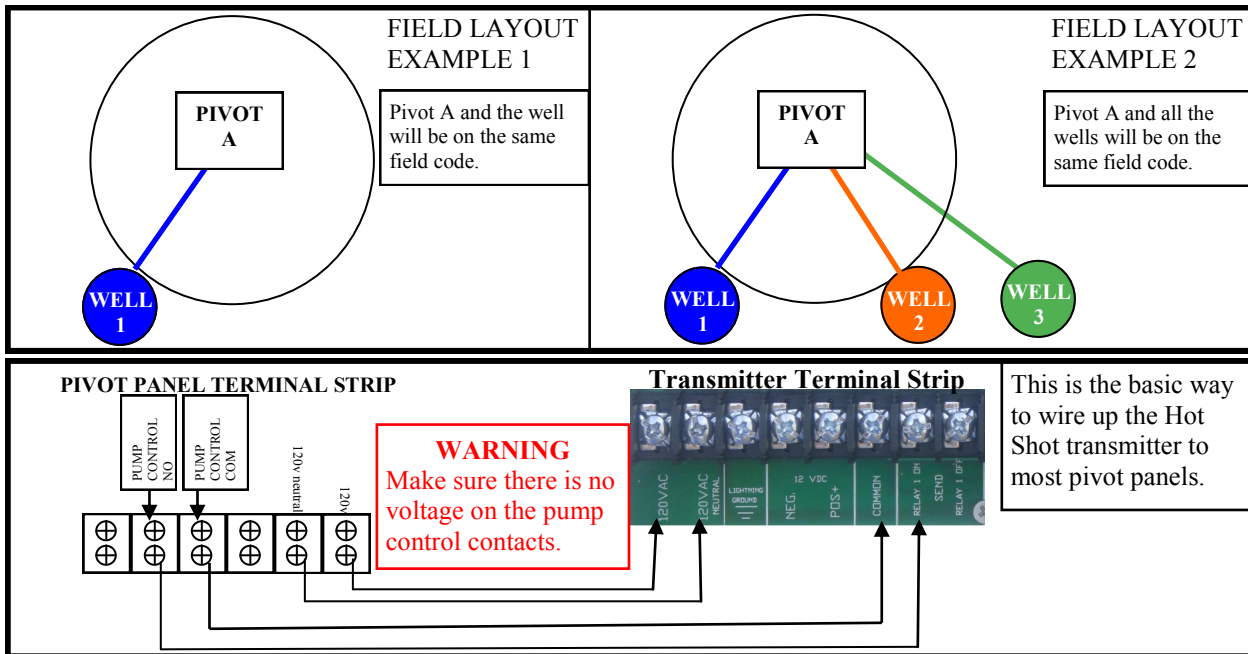 FIELD LAYOUT
EXAMPLE 1
Pivot A and the well
will be on the same
field code.
PIVOT
A
WELL
1
FIELD LAYOUT
EXAMPLE 2
Pivot A and all the
wells will be on the
same field code.
PIVOT
A
WELL
1
WELL
2
WELL
3
PIVOT PANEL TERMINAL STRIP
PUMP
CONTROL
NO
PUMP
CONTROL
COM
120v neutral
120v
WARNING
Make sure there is no
voltage on the pump
control contacts.
Transmitter Terminal Strip
120VAC
120VAC
NEUTRAL
LIGHTNING
GROUND
12 VDC
NEG.
POS+
COMMON
RELAY 1 ON
SEND
RELAY 1 OFF
This is the basic way
to wire up the Hot
Shot transmitter to
most pivot panels.